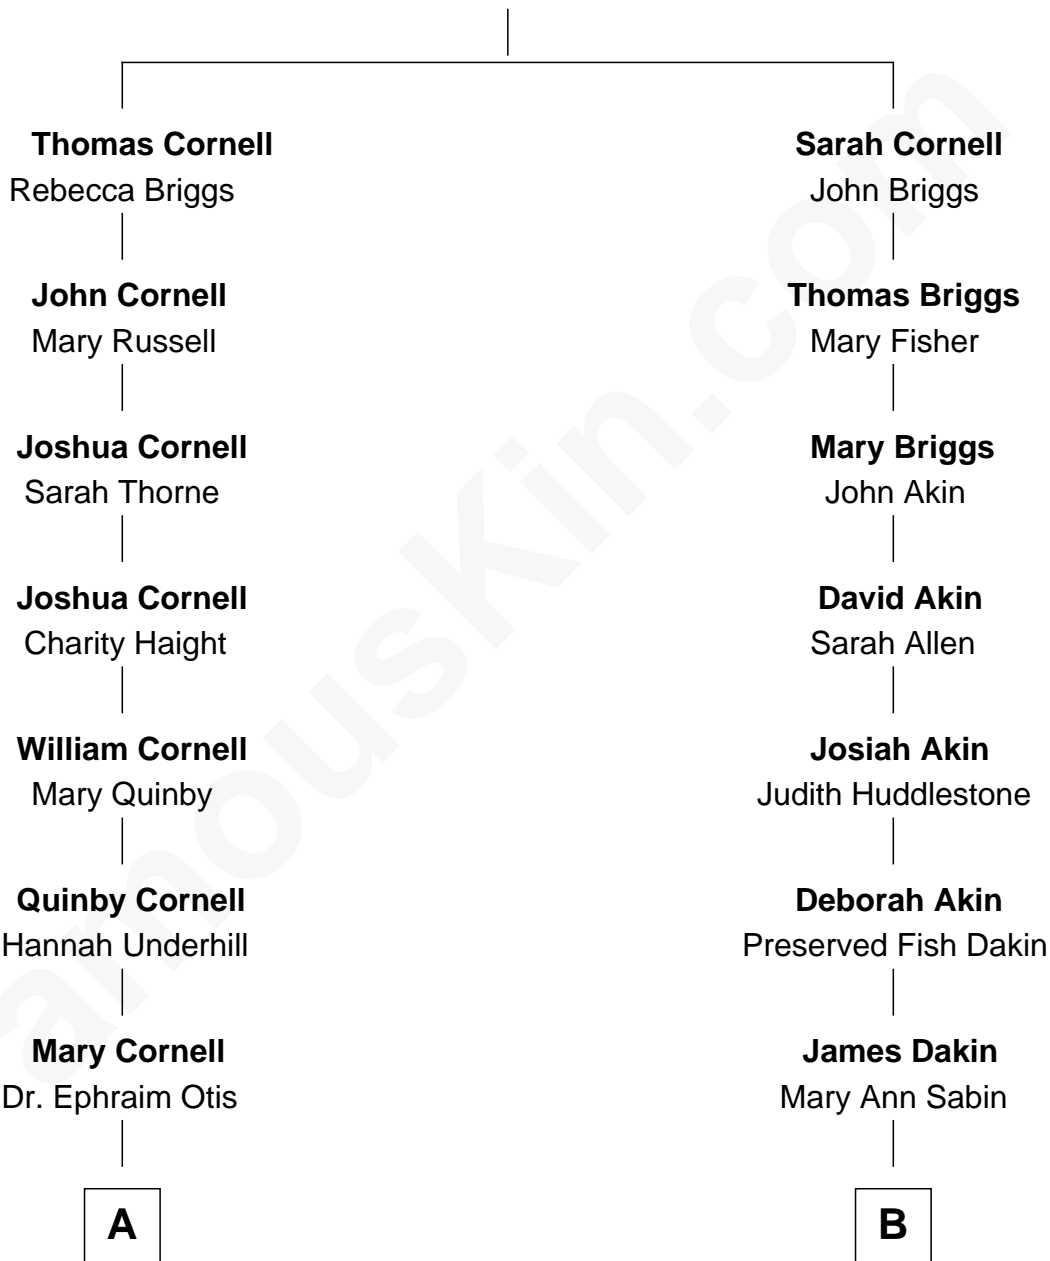 Thomas Cornell
Rebecca Briggs
John Cornell
Mary Russell
Joshua Cornell
Sarah Thorne
Joshua Cornell
Charity Haight
William Cornell
Mary Quinby
Quinby Cornell
Hannah Underhill
Mary Cornell
Dr. Ephraim Otis
A
Sarah Cornell
John Briggs
Thomas Briggs
Mary Fisher
Mary Briggs
John Akin
David Akin
Sarah Allen
Josiah Akin
Judith Huddlestone
Deborah Akin
Preserved Fish Dakin
James Dakin
Mary Ann Sabin
B
amouskin.com